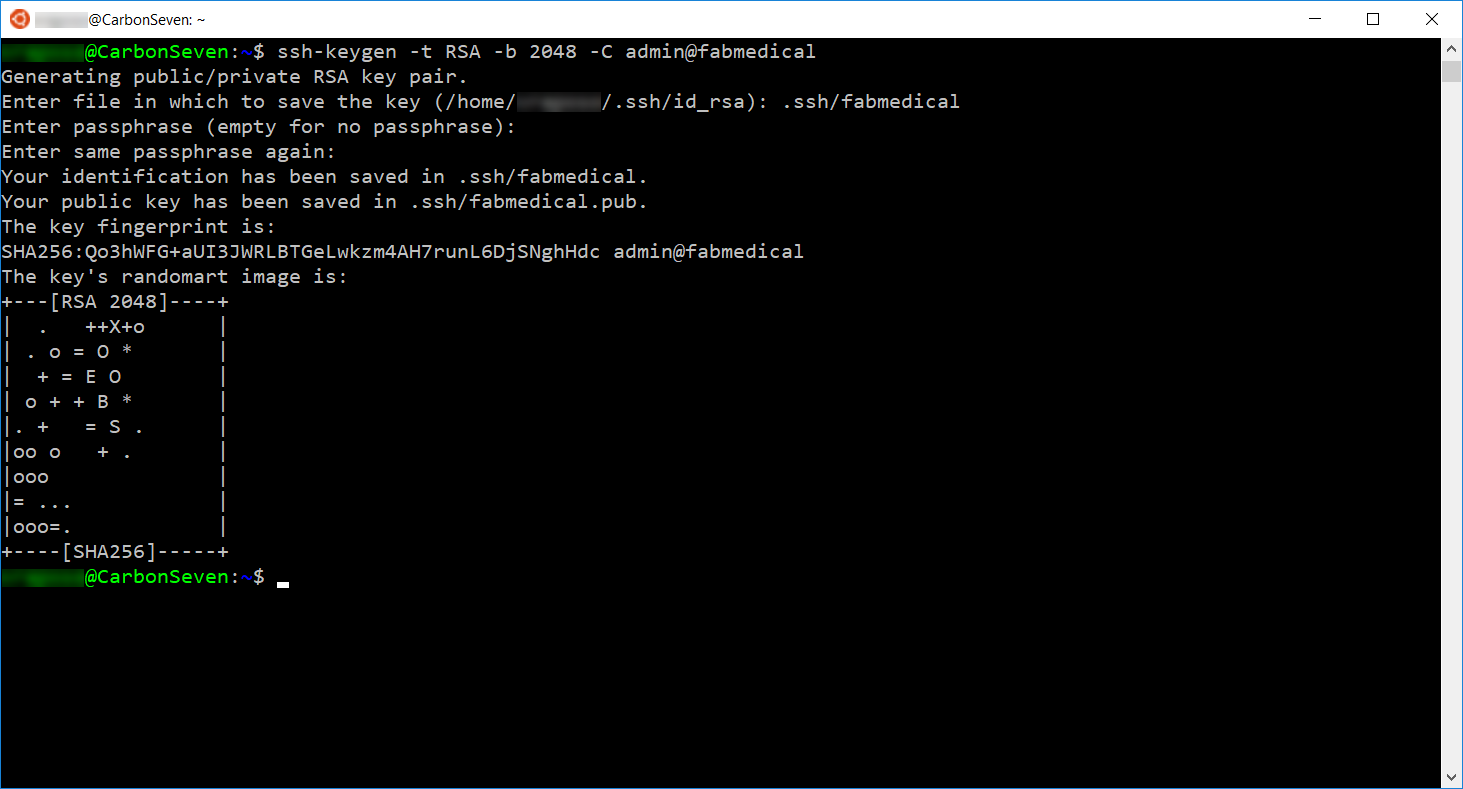 @CarbonSeven: ~
@CarbonSeven:~$ ssh-keygen -t RSA -b 2048 -C admin@fabmedical
Generating public/private RSA key pair.
Enter file in which to save the key (/home/ /.ssh/id_rsa): .ssh/fabmedical
Enter passphrase (empty for no passphrase):
Enter same passphrase again:
Your identification has been saved in .ssh/fabmedical.
Your public key has been saved in .ssh/fabmedical.pub.
The key fingerprint is:
SHA256:Qo3hWFG+aUI3JWRLBTGeLwkzm4AH7runL6DjSNghHdc admin@fabmedical
The key's randomart image is:
+---[RSA 2048]----+
|  .   ++X+o      |
| . o = O *       |
|  + = E O        |
| o + + B *       |
|. +   = S .      |
|oo o   + .       |
|ooo              |
|= ...            |
|ooo=.            |
+----[SHA256]-----+
@CarbonSeven:~$